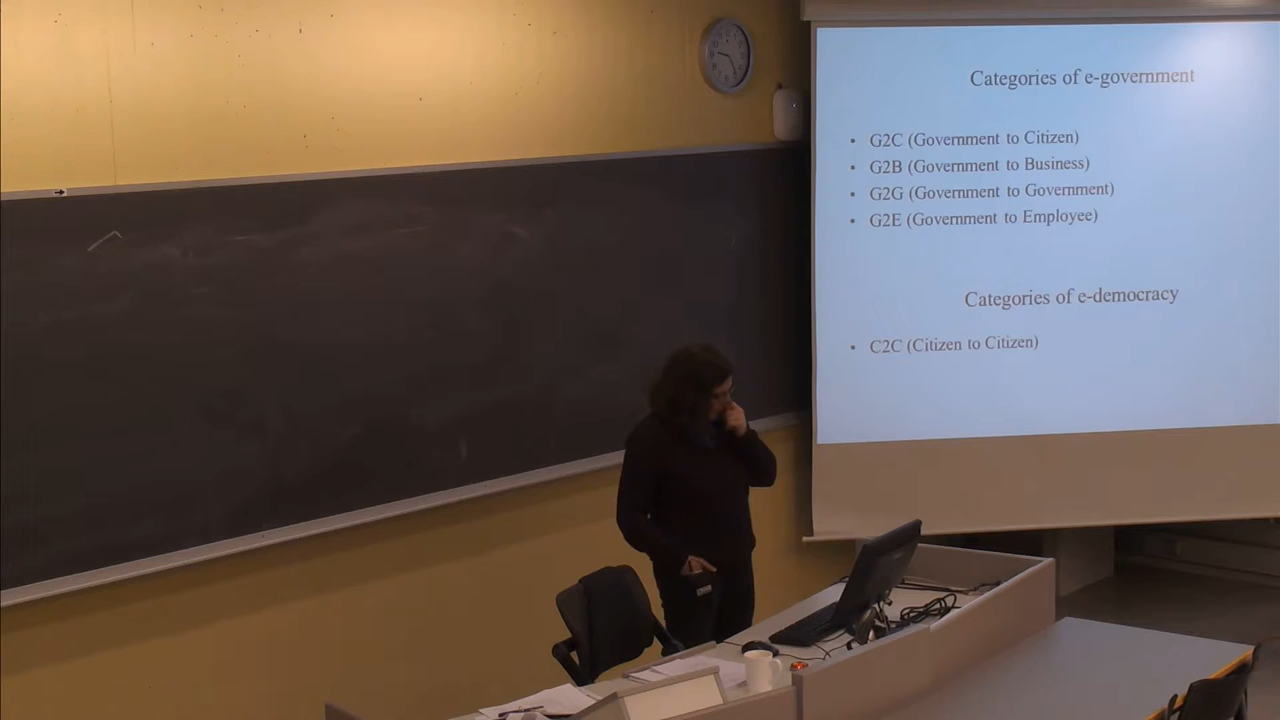 Categories of e-government
• G2C (Government to Citizen)
• G2B (Government to Business)
• G2G (Government to Government)
• G2E (Government to Employee)
Categories of e-democracy
• C2C (Citizen to Citizen)